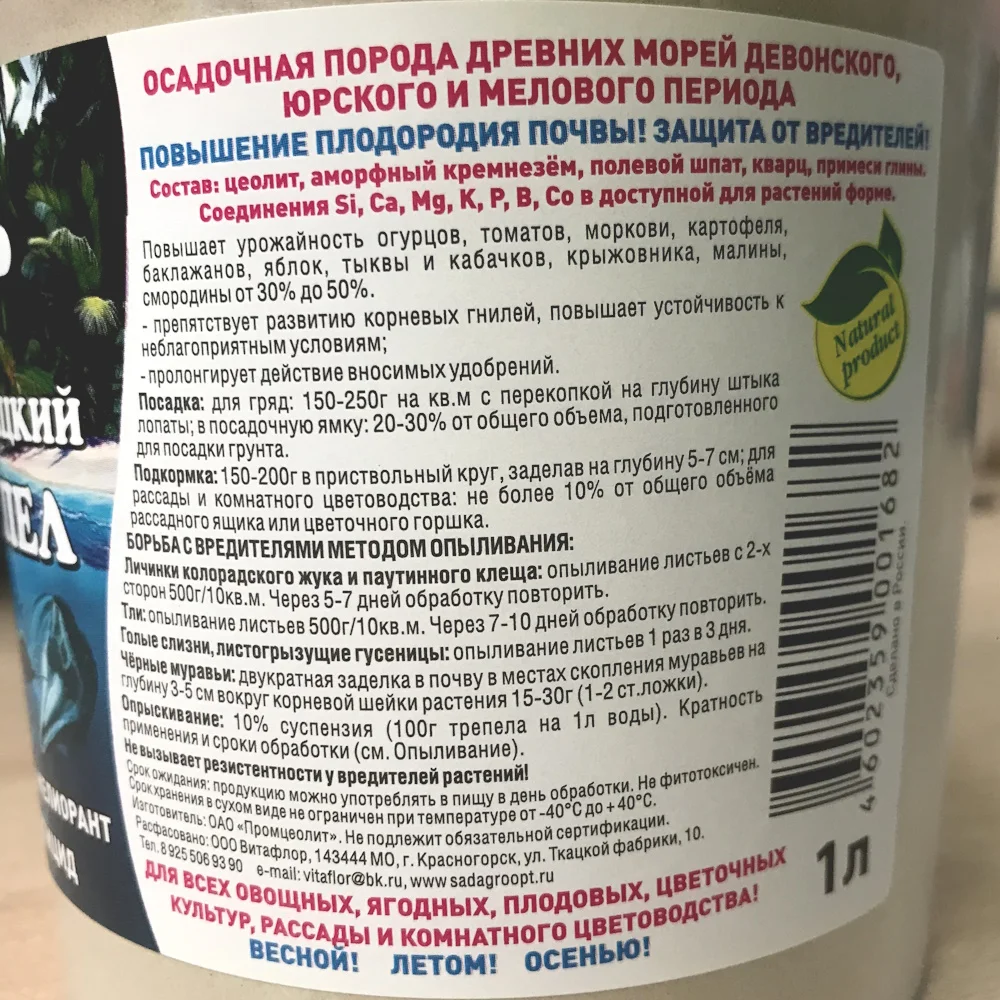 ОСАДОЧНАЯ ПОРОДА ДРЕВНИХ МОРЕЙ ДЕВОНСКОГО,
ЮРСКОГО И МЕЛОВОГО ПЕРИОДА
ПОВЫШЕНИЕ ПЛОДОРОДИЯ ПОЧВЫ! ЗАЩИТА ОТ ВРЕДИТЕЛЕЙ!
Состав: цеолит, аморфный кремнезём, полевой шпат, кварц, примеси глины.
Соединения Si, Ca, Mg, K, P, B, Co в доступной для растений форме.
Повышает урожайность огурцов, томатов, моркови, картофеля,
баклажанов, яблок, тыквы и кабачков, крыжовника, малины,
смородины от 30% до 50%.
- препятствует развитию корневых гнилей, повышает устойчивость к
неблагоприятным условиям;
- пролонгирует действие вносимых удобрений.
Посадка: для гряд: 150-250г на кв.м с перекопкой на глубину штыка
лопаты; в посадочную ямку: 20-30% от общего объема, подготовленного
для посадки грунта.
Подкормка: 150-200г в приствольный круг, заделав на глубину 5-7 см; для
рассады и комнатного цветоводства: не более 10% от общего объёма
рассадного ящика или цветочного горшка.
БОРЬБА С ВРЕДИТЕЛЯМИ МЕТОДОМ ОПЫЛИВАНИЯ:
Личинки колорадского жука и паутинного клеща: опыливание листьев с 2-х
сторон 500г/10кв.м. Через 5-7 дней обработку повторить.
Тли: опыливание листьев 500г/10кв.м. Через 7-10 дней обработку повторить.
Голые слизни, листогрызущие гусеницы: опыливание листьев 1 раз в 3 дня.
Чёрные муравьи: двукратная заделка в почву в местах скопления муравьев на
глубину 3-5 см вокруг корневой шейки растения 15-30г (1-2 ст.ложки).
Опрыскивание: 10% суспензия (100г трепела на 1л воды). Кратность
применения и сроки обработки (см. Опыливание).
Не вызывает резистентности у вредителей растений!
Срок ожидания: продукцию можно употреблять в пищу в день обработки. Не фитотоксичен.
Срок хранения в сухом виде не ограничен при температуре от -40°С до + 40°С.
Изготовитель: ОАО «Промцеолит». Не подлежит обязательной сертификации.
Расфасовано: ООО Витафлор, 143444 МО, г. Красногорск, ул. Ткацкой фабрики, 10.
Тел. 8 925 506 93 90 e-mail: vitaflor@bk.ru, www sadagroopt.ru
ДЛЯ ВСЕХ ОВОЩНЫХ, ЯГОДНЫХ, ПЛОДОВЫХ, ЦВЕТОЧНЫХ
КУЛЬТУР, РАССАДЫ И КОМНАТНОГО ЦВЕТОВОДСТВА!
ВЕСНОЙ! ЛЕТОМ! ОСЕНЬЮ!
Natural
product
4 602359 001682
Сделано в России.
1л